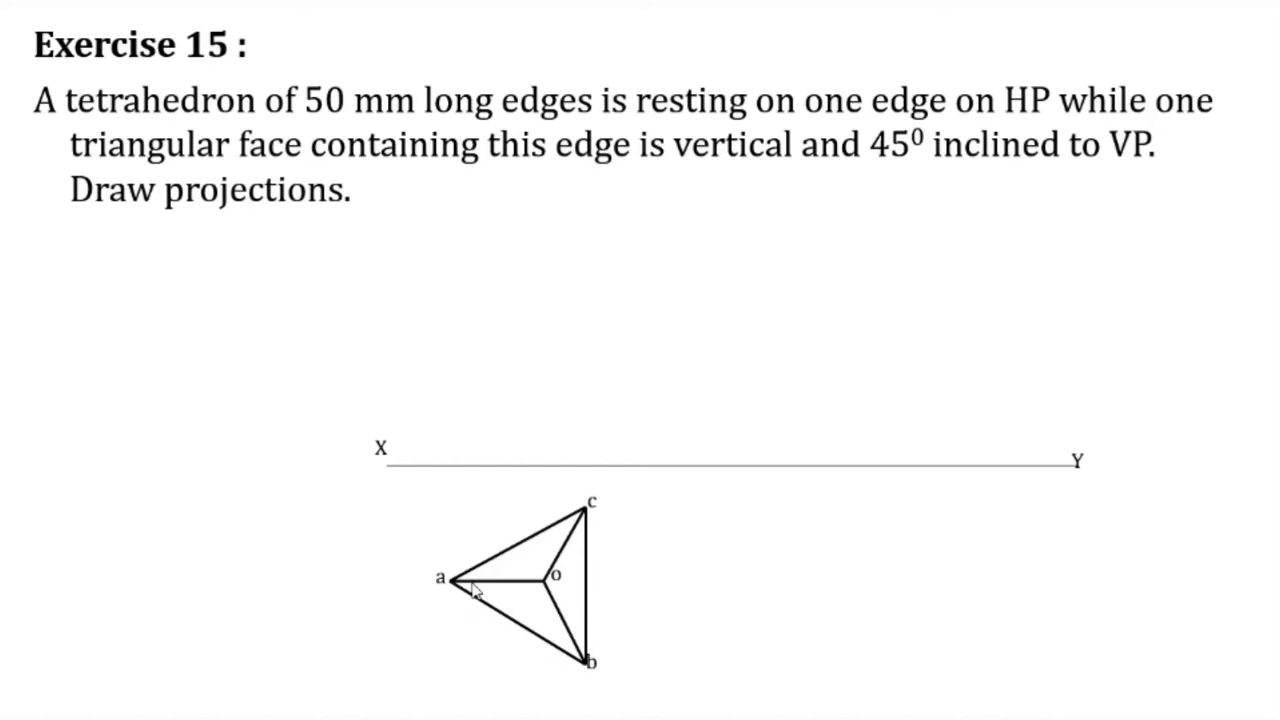 Exercise 15 :
A tetrahedron of 50 mm long edges is resting on one edge on HP while one
triangular face containing this edge is vertical and 45⁰ inclined to VP.
Draw projections.
X
Y
c
a
o
b